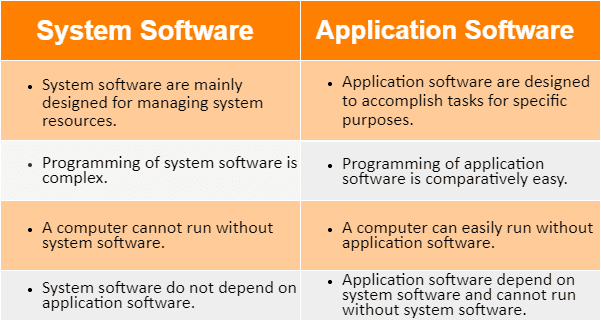 System Software
Application Software
• System software are mainly
designed for managing system
resources.
• Application software are designed
to accomplish tasks for specific
purposes.
• Programming of system software is
complex.
• Programming of application
software is comparatively easy.
• A computer cannot run without
system software.
• A computer can easily run without
application software.
• System software do not depend on
application software.
• Application software depend on
system software and cannot run
without system software.